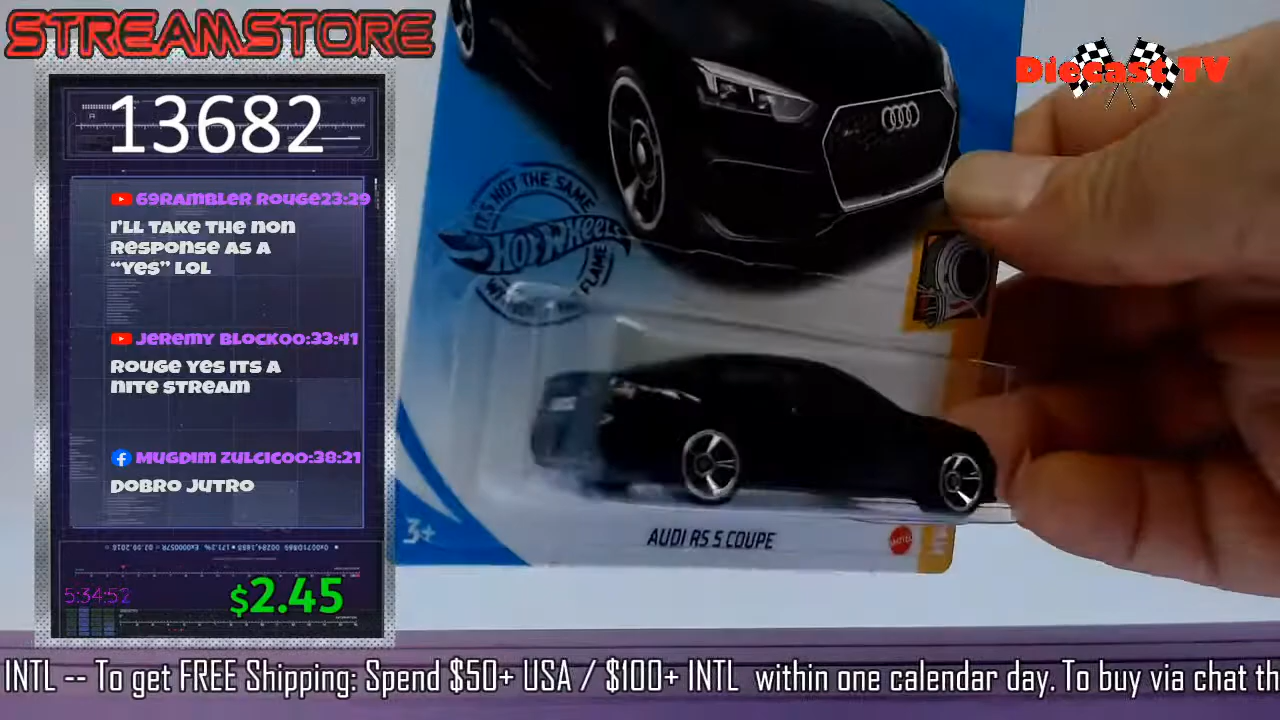 STREAMSTORE
Diecast TV
13682
69Rambler Rouge23:29
I'll take the non
response as a
“yes” LOL
Jeremy Block00:33:41
Rouge yes its a
nite stream
Mugdim Zulcic00:38:21
Dobro jutro
5:34:52
$2.45
IT'S NOT THE SAME
HOT WHEELS
FLAME
3+
AUDI RS 5 COUPE
MATTEL
INTL -- To get FREE Shipping: Spend $50+ USA / $100+ INTL within one calendar day. To buy via chat th